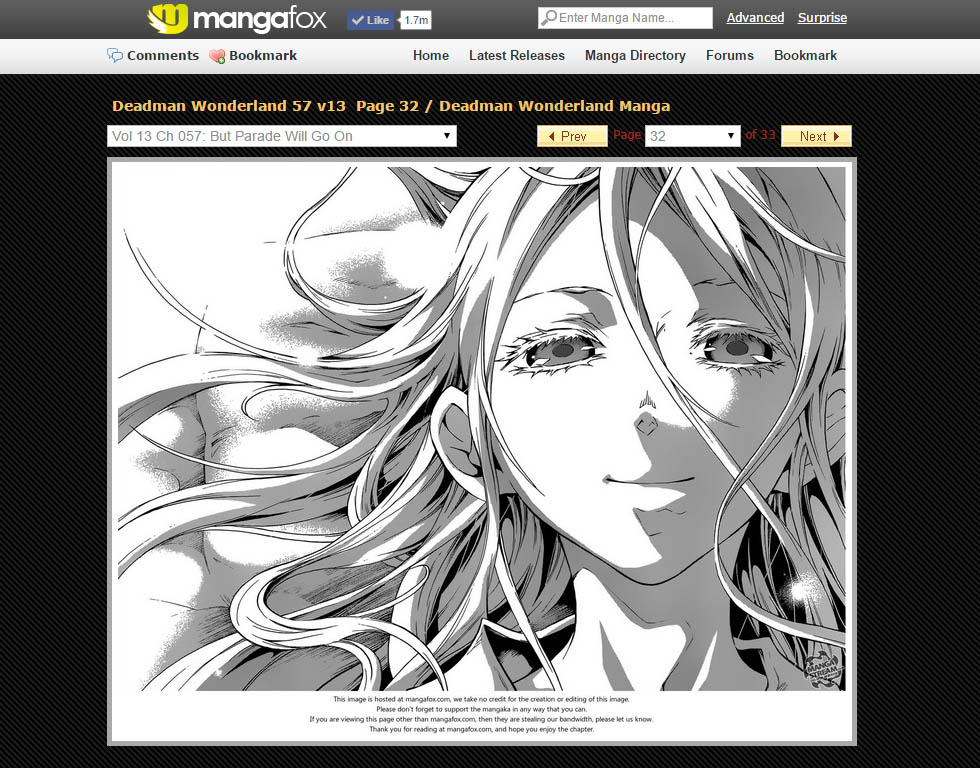 mangafox
Like
1.7m
Enter Manga Name...
Advanced
Surprise
Comments
Bookmark
Home
Latest Releases
Manga Directory
Forums
Bookmark
Deadman Wonderland 57 v13 Page 32 / Deadman Wonderland Manga
Vol 13 Ch 057: But Parade Will Go On
Prev
Page
32
of 33
Next
MANGA
STREAM
This image is hosted at mangafox.com, we take no credit for the creation or editing of this image.
Please don't forget to support the mangaka in any way that you can.
If you are viewing this page other than mangafox.com, then they are stealing our bandwidth, please let us know.
Thank you for reading at mangafox.com, and hope you enjoy the chapter.